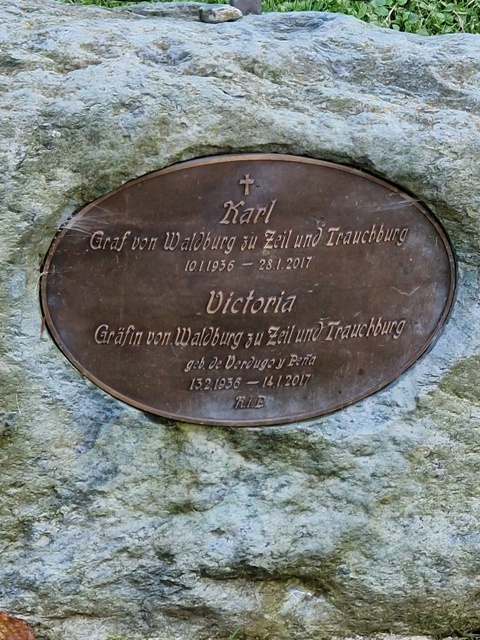 Karl
Graf von Waldburg zu Zeil und Trauchburg
10.1.1936 – 28.1.2017
Victoria
Gräfin von Waldburg zu Zeil und Trauchburg
geb. de Verdugo y Peña
13.2.1936 – 14.1.2017